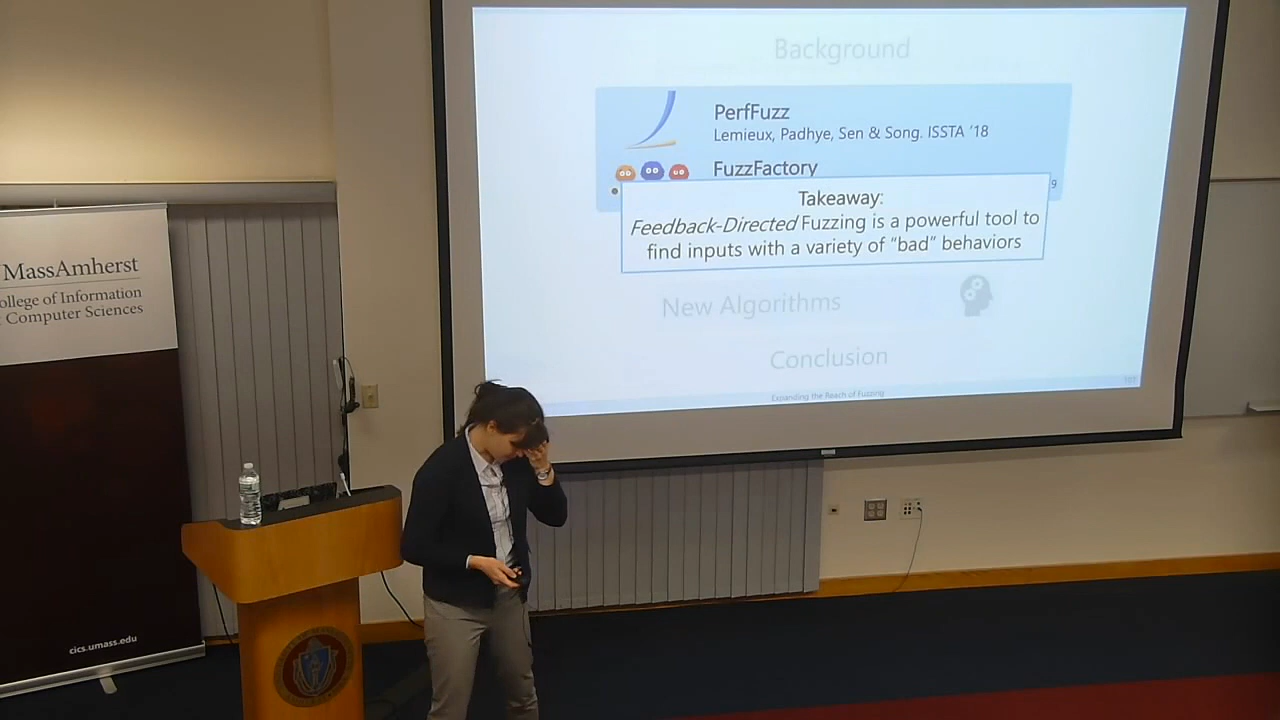 Background
PerfFuzz
Lemieux, Padhye, Sen & Song. ISSTA '18
FuzzFactory
9
Takeaway:
Feedback-Directed Fuzzing is a powerful tool to
find inputs with a variety of "bad" behaviors
New Algorithms
Conclusion
Expanding the Reach of Fuzzing
MassAmherst
ollege of Information
Computer Sciences
cics.umass.edu